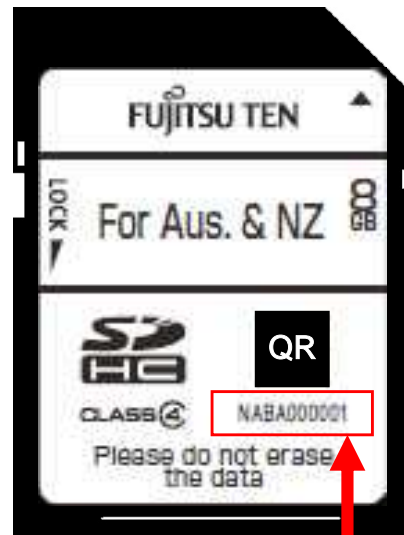 FUJITSU TEN
LOCK
For Aus. & NZ
8
GB
SD
HC
QR
CLASS4
NABA000001
Please do not erase
the data